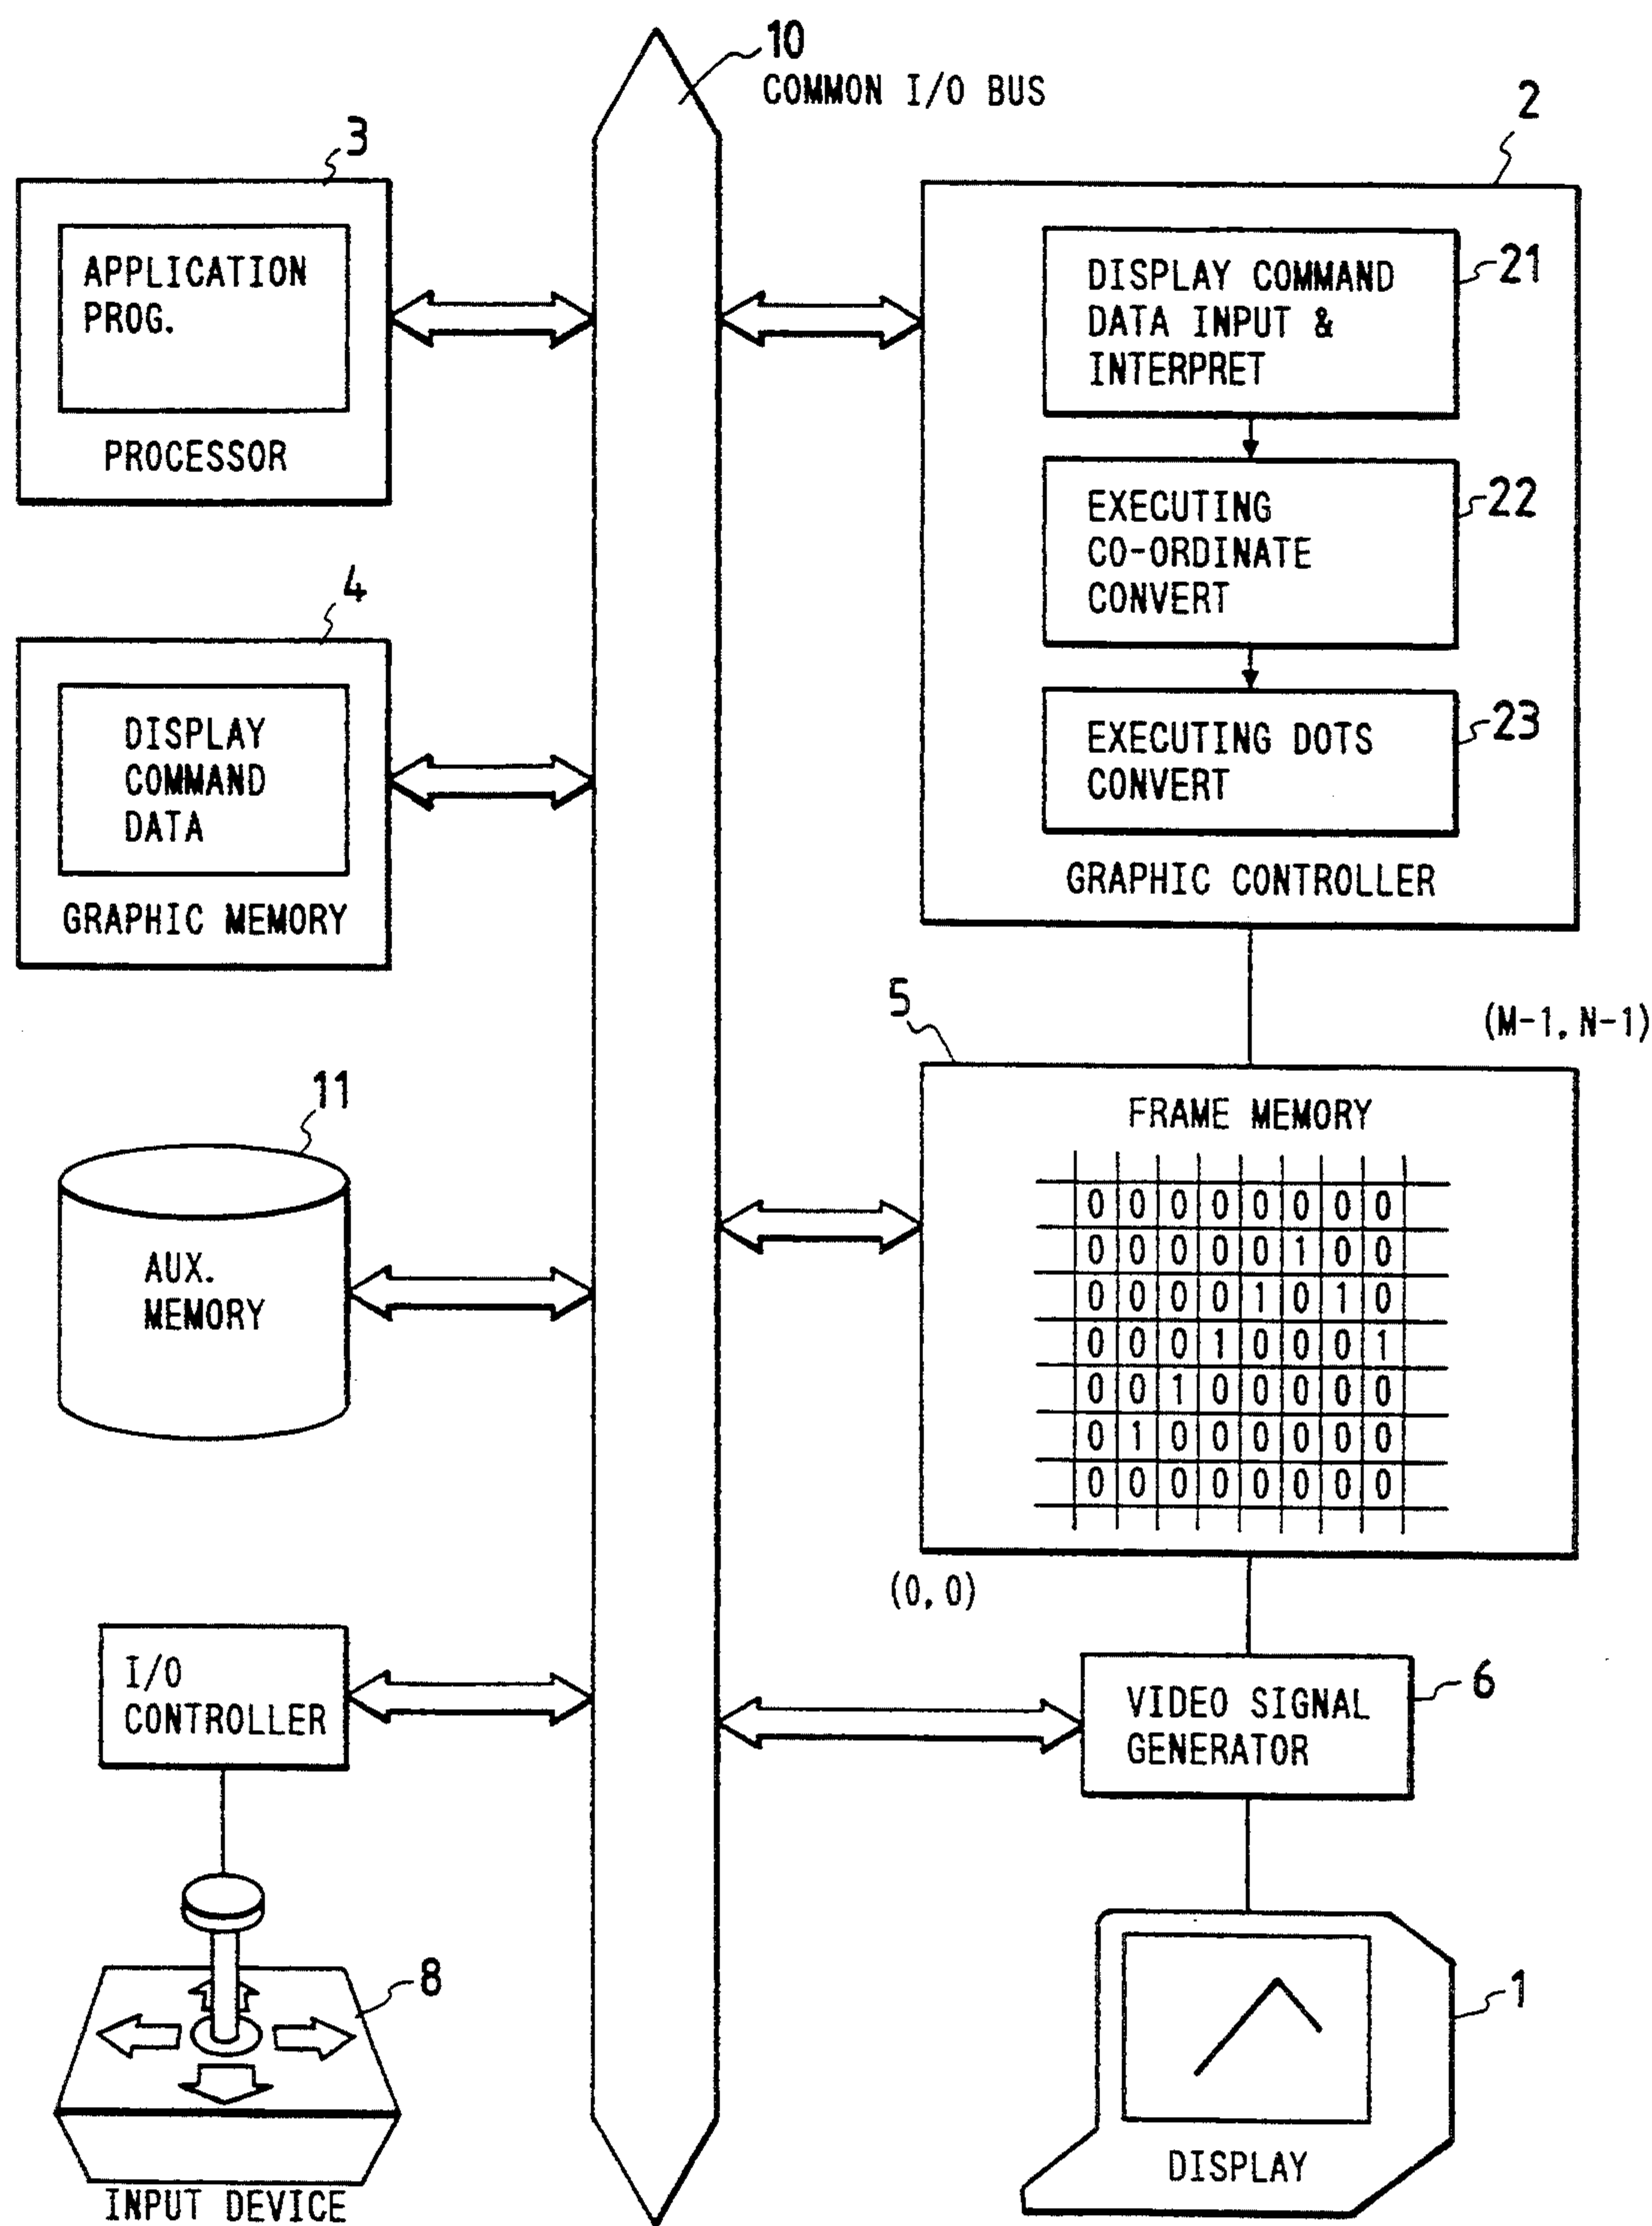 10
COMMON I/O BUS
3
APPLICATION
PROG.
PROCESSOR
4
DISPLAY
COMMAND
DATA
GRAPHIC MEMORY
11
AUX.
MEMORY
I/O
CONTROLLER
8
INPUT DEVICE
2
21
DISPLAY COMMAND
DATA INPUT &
INTERPRET
22
EXECUTING
CO-ORDINATE
CONVERT
23
EXECUTING DOTS
CONVERT
GRAPHIC CONTROLLER
5
(M-1, N-1)
FRAME MEMORY
0 0 0 0 0 0 0 0
0 0 0 0 0 1 0 0
0 0 0 0 1 0 1 0
0 0 0 1 0 0 0 1
0 0 1 0 0 0 0 0
0 1 0 0 0 0 0 0
0 0 0 0 0 0 0 0
(0, 0)
6
VIDEO SIGNAL
GENERATOR
1
DISPLAY